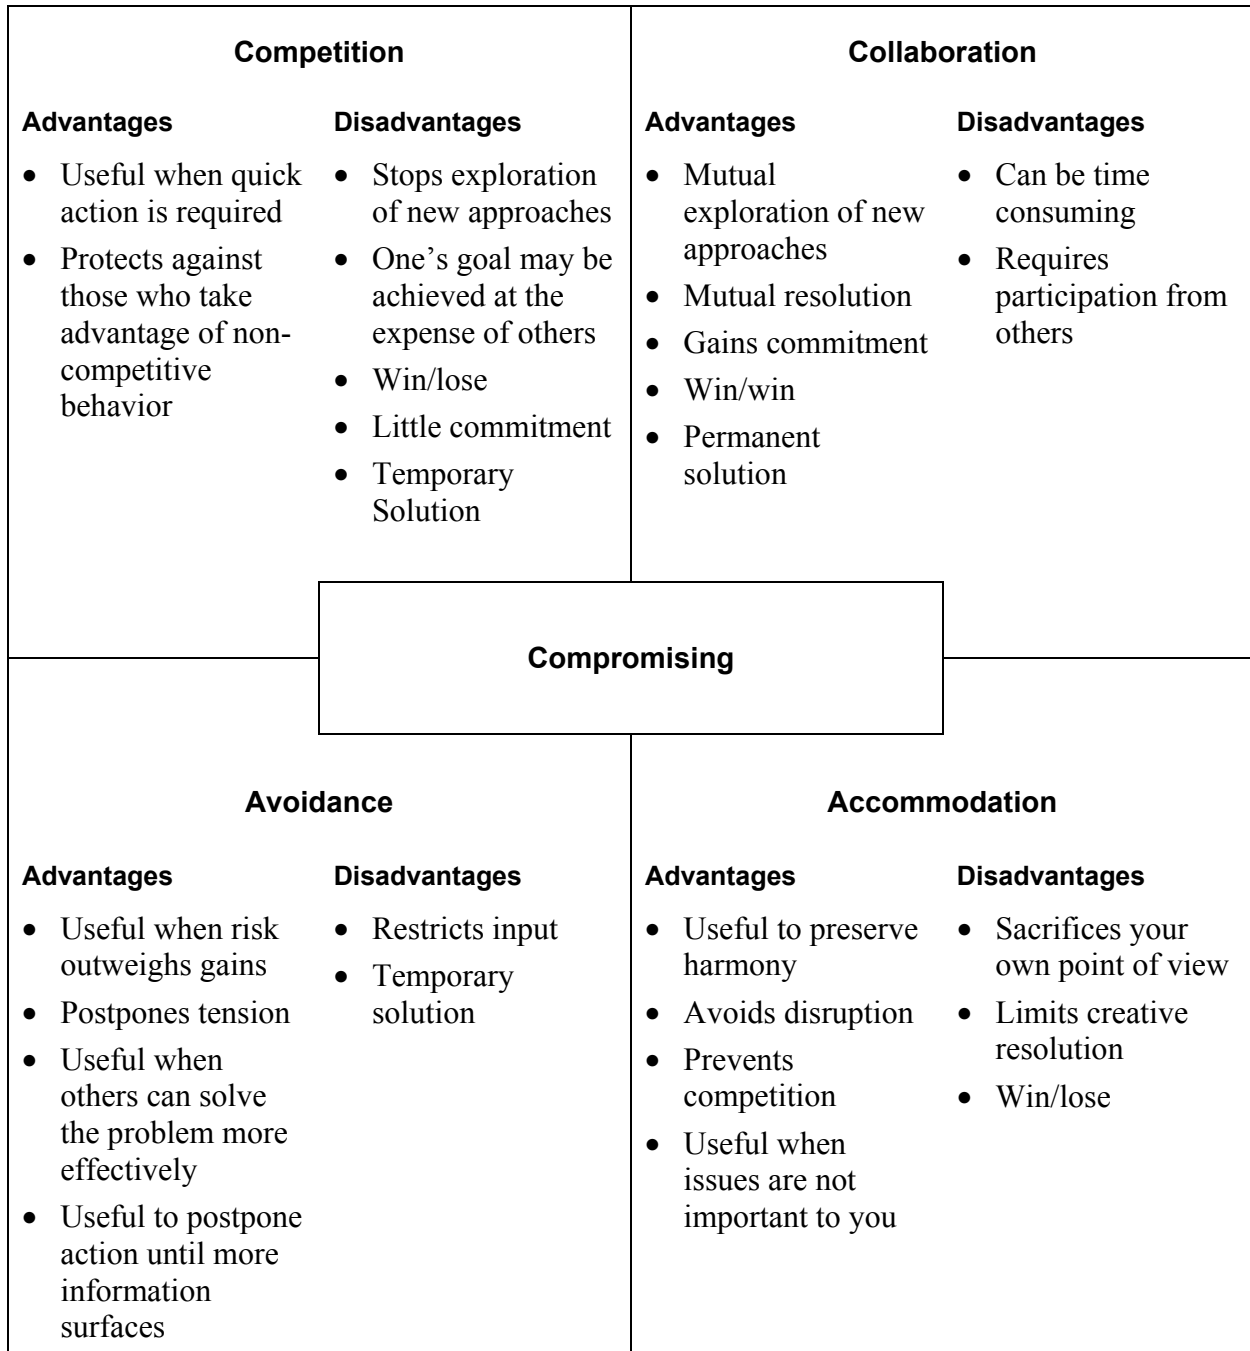 Competition
Advantages
• Useful when quick
action is required
• Protects against
those who take
advantage of non-
competitive
behavior
Disadvantages
• Stops exploration
of new approaches
• One’s goal may be
achieved at the
expense of others
• Win/lose
• Little commitment
• Temporary
Solution
Collaboration
Advantages
• Mutual
exploration of new
approaches
• Mutual resolution
• Gains commitment
• Win/win
• Permanent
solution
Disadvantages
• Can be time
consuming
• Requires
participation from
others
Compromising
Avoidance
Advantages
• Useful when risk
outweighs gains
• Postpones tension
• Useful when
others can solve
the problem more
effectively
• Useful to postpone
action until more
information
surfaces
Disadvantages
• Restricts input
• Temporary
solution
Accommodation
Advantages
• Useful to preserve
harmony
• Avoids disruption
• Prevents
competition
• Useful when
issues are not
important to you
Disadvantages
• Sacrifices your
own point of view
• Limits creative
resolution
• Win/lose